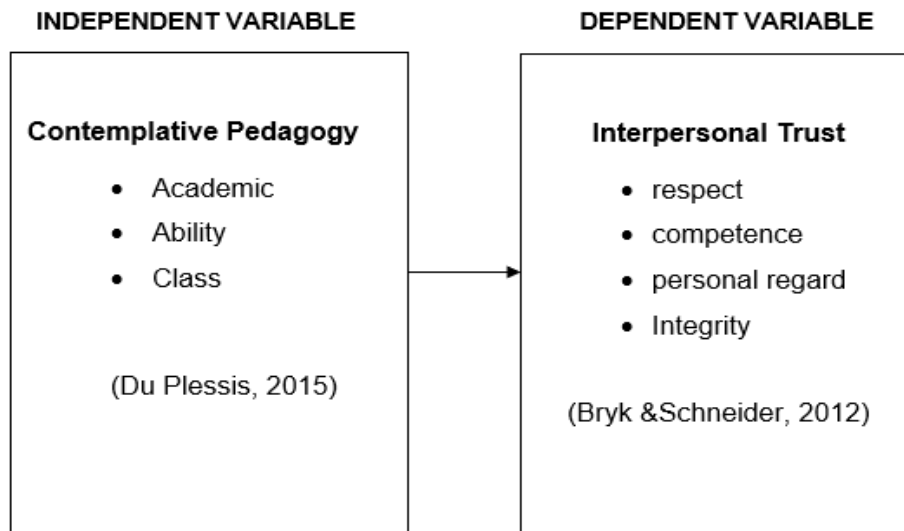 INDEPENDENT VARIABLE
Contemplative Pedagogy
• Academic
• Ability
• Class
(Du Plessis, 2015)
DEPENDENT VARIABLE
Interpersonal Trust
• respect
• competence
• personal regard
• Integrity
(Bryk &Schneider, 2012)